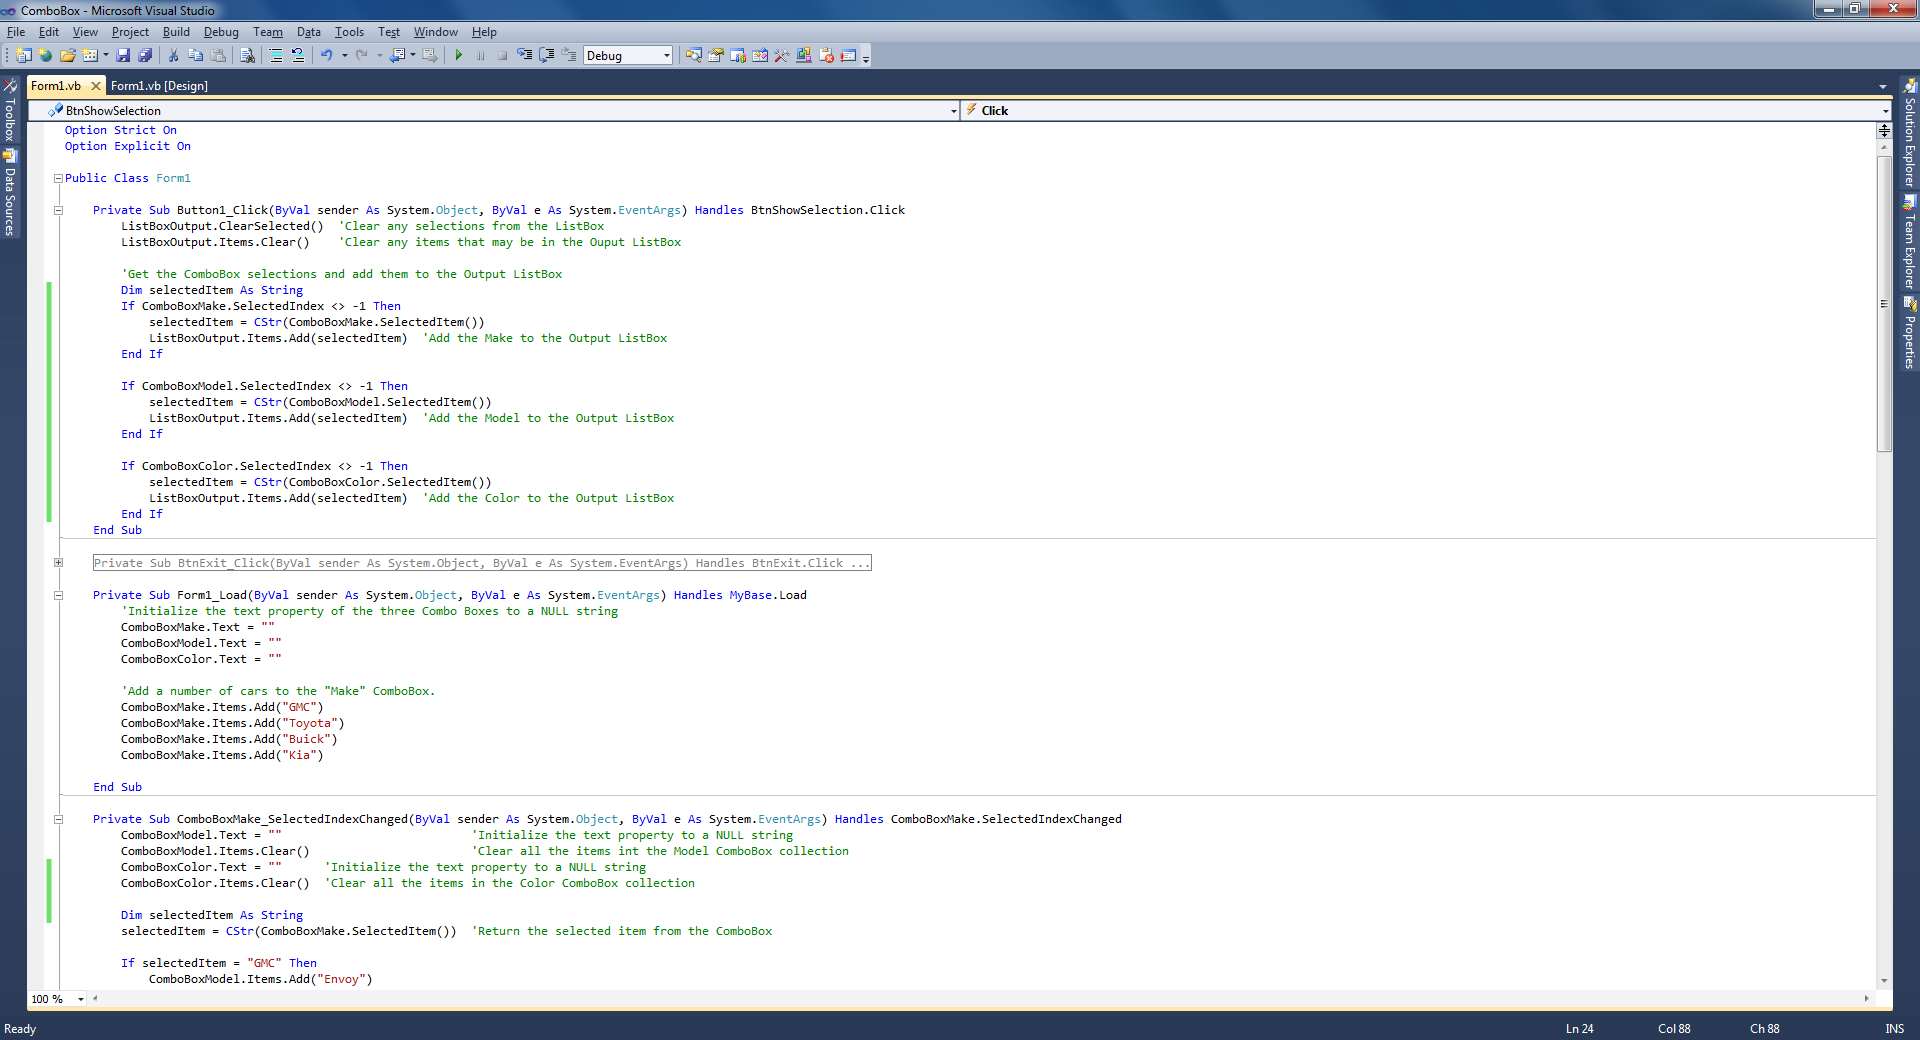 ComboBox - Microsoft Visual Studio
File Edit View Project Build Debug Team Data Tools Test Window Help
Debug
Form1.vb Form1.vb [Design]
BtnShowSelection Click
Toolbox
Data Sources
Solution Explorer
Team Explorer
Properties
Option Strict On
Option Explicit On
Public Class Form1
Private Sub Button1_Click(ByVal sender As System.Object, ByVal e As System.EventArgs) Handles BtnShowSelection.Click
ListBoxOutput.ClearSelected() 'Clear any selections from the ListBox
ListBoxOutput.Items.Clear() 'Clear any items that may be in the Ouput ListBox
'Get the ComboBox selections and add them to the Output ListBox
Dim selectedItem As String
If ComboBoxMake.SelectedIndex <> -1 Then
selectedItem = CStr(ComboBoxMake.SelectedItem())
ListBoxOutput.Items.Add(selectedItem) 'Add the Make to the Output ListBox
End If
If ComboBoxModel.SelectedIndex <> -1 Then
selectedItem = CStr(ComboBoxModel.SelectedItem())
ListBoxOutput.Items.Add(selectedItem) 'Add the Model to the Output ListBox
End If
If ComboBoxColor.SelectedIndex <> -1 Then
selectedItem = CStr(ComboBoxColor.SelectedItem())
ListBoxOutput.Items.Add(selectedItem) 'Add the Color to the Output ListBox
End If
End Sub
Private Sub BtnExit_Click(ByVal sender As System.Object, ByVal e As System.EventArgs) Handles BtnExit.Click ...
Private Sub Form1_Load(ByVal sender As System.Object, ByVal e As System.EventArgs) Handles MyBase.Load
'Initialize the text property of the three Combo Boxes to a NULL string
ComboBoxMake.Text = ""
ComboBoxModel.Text = ""
ComboBoxColor.Text = ""
'Add a number of cars to the "Make" ComboBox.
ComboBoxMake.Items.Add("GMC")
ComboBoxMake.Items.Add("Toyota")
ComboBoxMake.Items.Add("Buick")
ComboBoxMake.Items.Add("Kia")
End Sub
Private Sub ComboBoxMake_SelectedIndexChanged(ByVal sender As System.Object, ByVal e As System.EventArgs) Handles ComboBoxMake.SelectedIndexChanged
ComboBoxModel.Text = "" 'Initialize the text property to a NULL string
ComboBoxModel.Items.Clear() 'Clear all the items int the Model ComboBox collection
ComboBoxColor.Text = "" 'Initialize the text property to a NULL string
ComboBoxColor.Items.Clear() 'Clear all the items in the Color ComboBox collection
Dim selectedItem As String
selectedItem = CStr(ComboBoxMake.SelectedItem()) 'Return the selected item from the ComboBox
If selectedItem = "GMC" Then
ComboBoxModel.Items.Add("Envoy")
100 %
Ready Ln 24 Col 88 Ch 88 INS